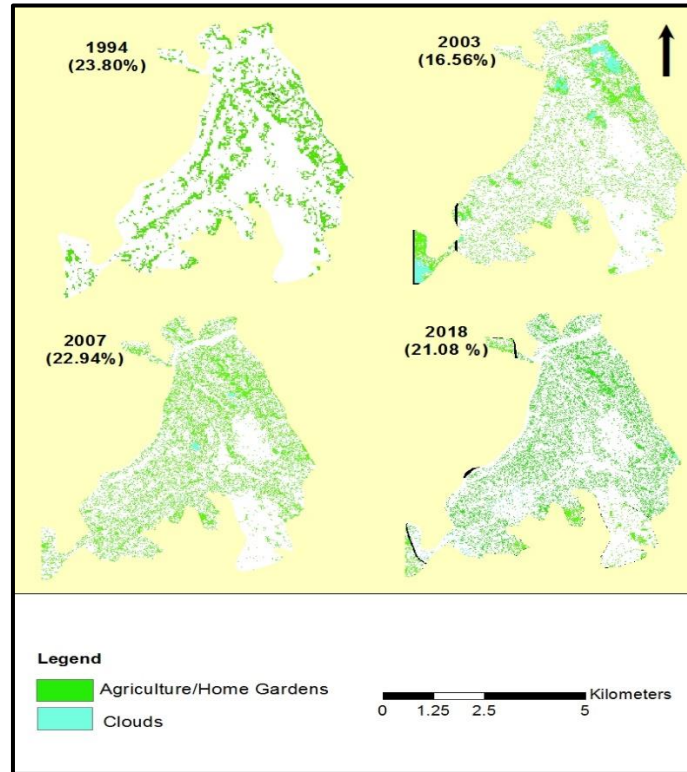 1994
(23.80%)
2003
(16.56%)
2007
(22.94%)
2018
(21.08 %)
Legend
Agriculture/Home Gardens
Clouds
Kilometers
0 1.25 2.5 5